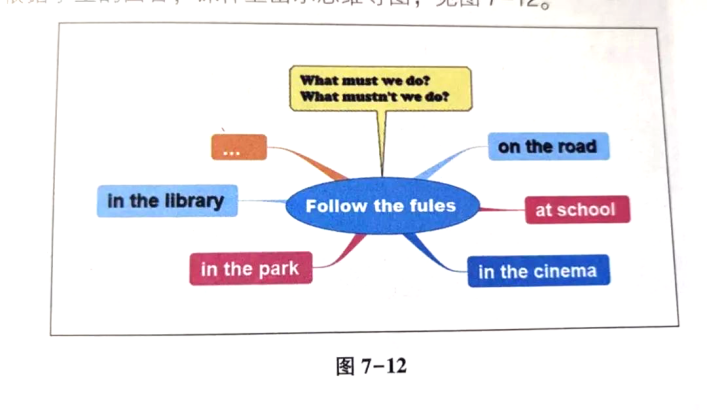 What must we do?
What mustn't we do?
...
on the road
in the library
Follow the fules
at school
in the park
in the cinema
图 7-12